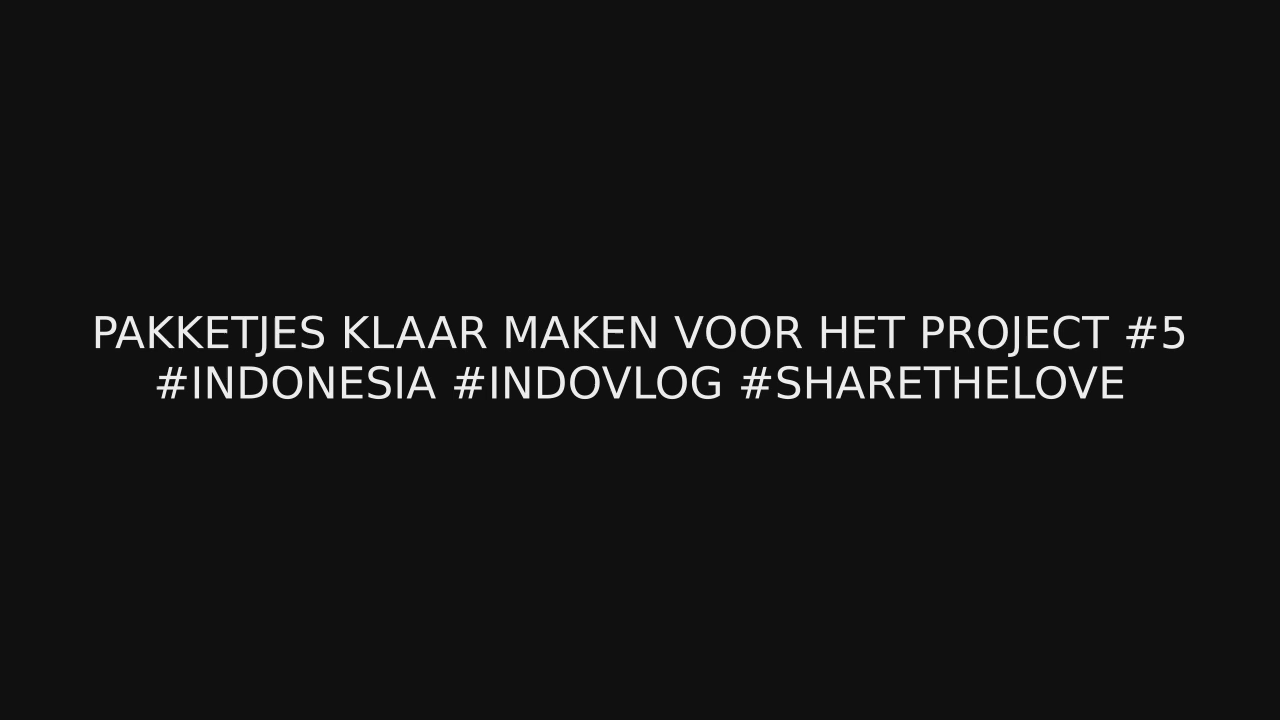 PAKKETJES KLAAR MAKEN VOOR HET PROJECT #5
#INDONESIA #INDOVLOG #SHARETHELOVE